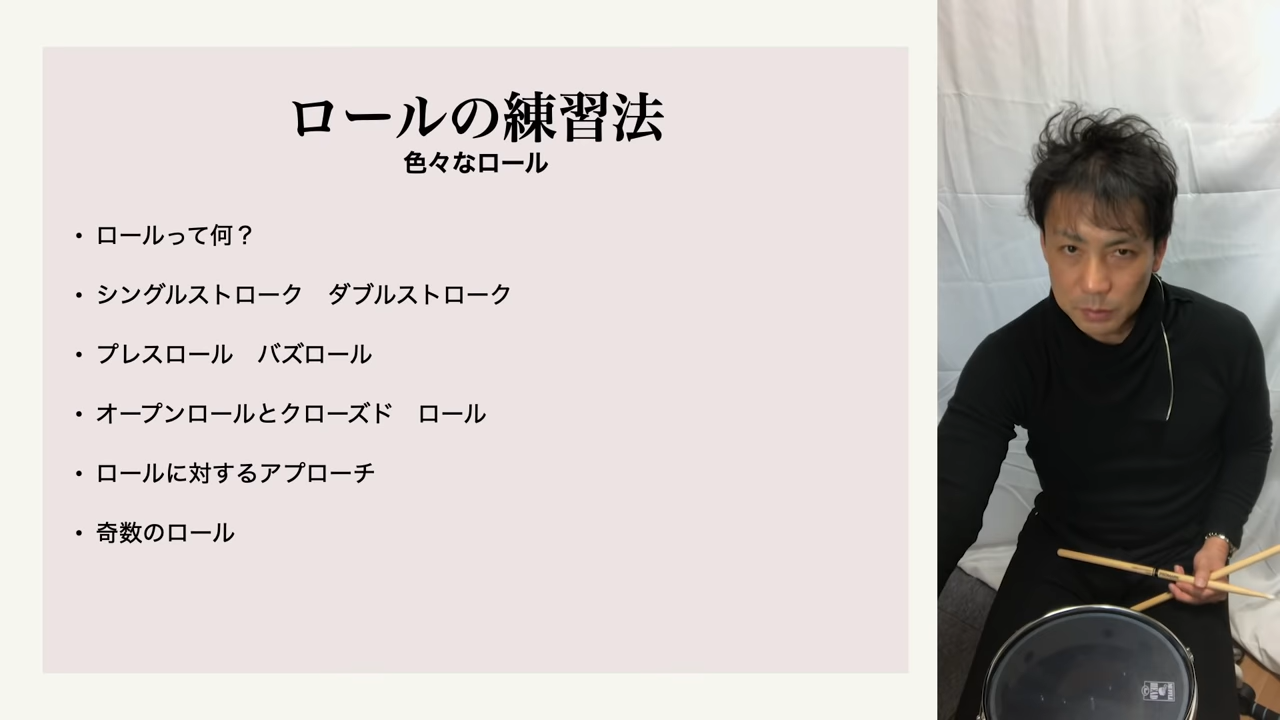 ロールの練習法
色々なロール
・ロールって何？
・シングルストローク　ダブルストローク
・プレスロール　バズロール
・オープンロールとクローズド　ロール
・ロールに対するアプローチ
・奇数のロール